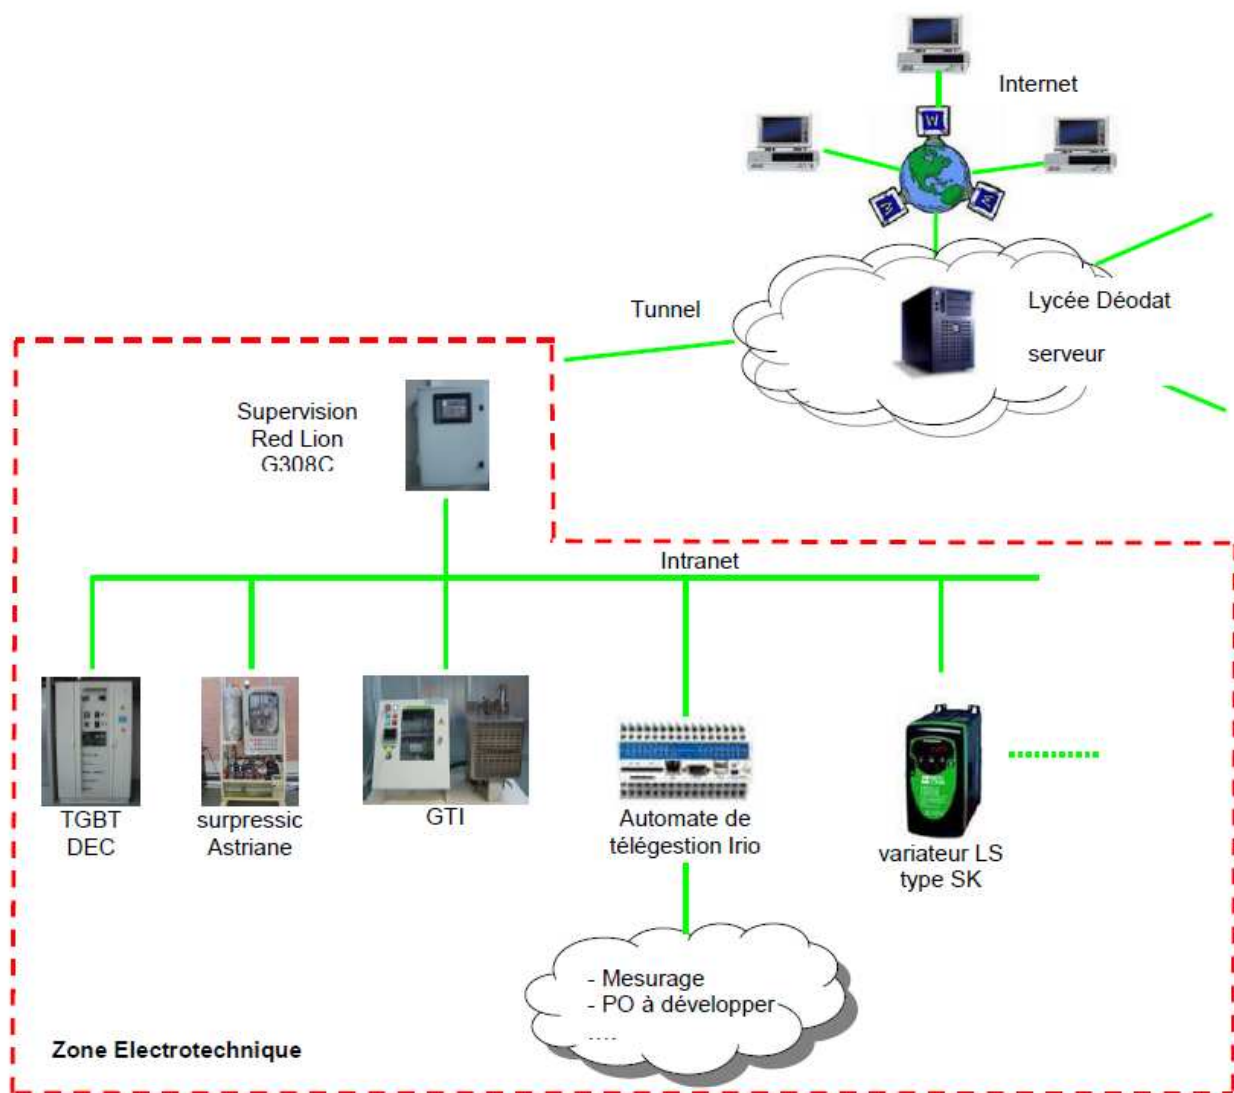 Internet
Tunnel
Lycée Déodat
serveur
Supervision
Red Lion
G308C
Intranet
TGBT
DEC
surpressic
Astriane
GTI
Automate de
télégestion Irio
variateur LS
type SK
- Mesurage
- PO à développer
----
Zone Electrotechnique